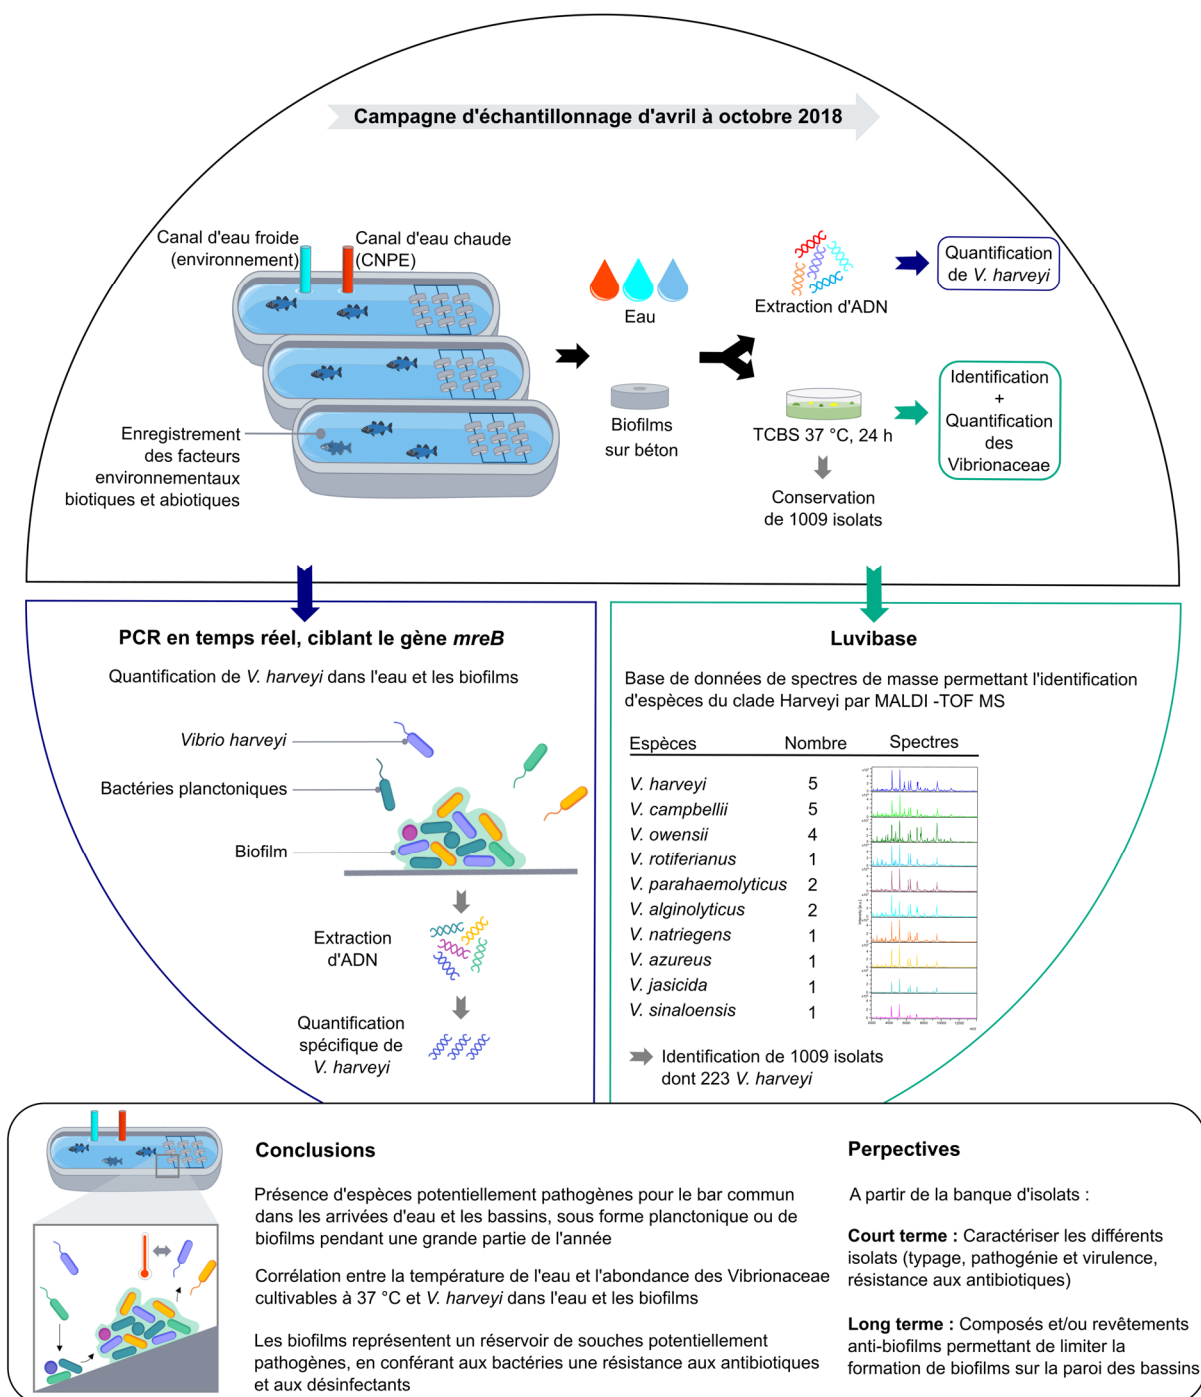 Campagne d'échantillonnage d'avril à octobre 2018
Canal d'eau froide
(environnement)
Canal d'eau chaude
(CNPE)
Enregistrement
des facteurs
environnementaux
biotiques et abiotiques
Eau
Biofilms
sur béton
Extraction d'ADN
Quantification
de V. harveyi
TCBS 37 °C, 24 h
Identification
+
Quantification
des
Vibrionaceae
Conservation
de 1009 isolats
PCR en temps réel, ciblant le gène mreB
Quantification de V. harveyi dans l'eau et les biofilms
Vibrio harveyi
Bactéries planctoniques
Biofilm
Extraction
d'ADN
Quantification
spécifique de
V. harveyi
Luvibase
Base de données de spectres de masse permettant l'identification
d'espèces du clade Harveyi par MALDI -TOF MS
Espèces Nombre Spectres
V. harveyi 5
V. campbellii 5
V. owensii 4
V. rotiferianus 1
V. parahaemolyticus 2
V. alginolyticus 2
V. natriegens 1
V. azureus 1
V. jasicida 1
V. sinaloensis 1
Identification de 1009 isolats
dont 223 V. harveyi
Conclusions
Présence d'espèces potentiellement pathogènes pour le bar commun
dans les arrivées d'eau et les bassins, sous forme planctonique ou de
biofilms pendant une grande partie de l'année
Corrélation entre la température de l'eau et l'abondance des Vibrionaceae
cultivables à 37 °C et V. harveyi dans l'eau et les biofilms
Les biofilms représentent un réservoir de souches potentiellement
pathogènes, en conférant aux bactéries une résistance aux antibiotiques
et aux désinfectants
Perpectives
A partir de la banque d'isolats :
Court terme : Caractériser les différents
isolats (typage, pathogénie et virulence,
résistance aux antibiotiques)
Long terme : Composés et/ou revêtements
anti-biofilms permettant de limiter la
formation de biofilms sur la paroi des bassins